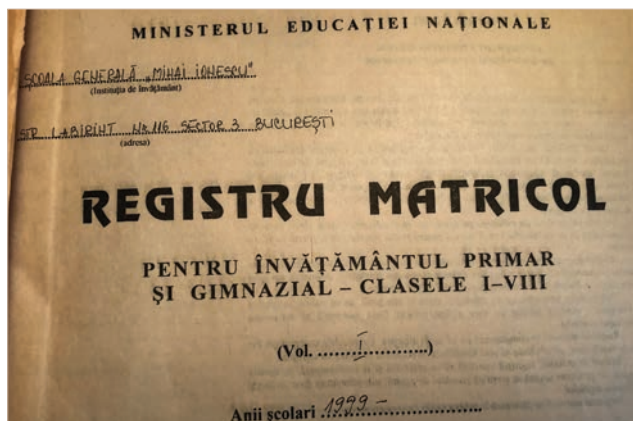 MINISTERUL EDUCAȚIEI NAȚIONALE
ȘCOALA GENERALĂ „MIHAI IONESCU"
(Instituția de învățământ)
STR LABIRINT NR. 116 SECTOR 3 BUCUREȘTI
(adresa)
REGISTRU MATRICOL
PENTRU ÎNVĂȚĂMÂNTUL PRIMAR
ȘI GIMNAZIAL – CLASELE I–VIII
(Vol. ........I............)
Anii școlari 1999 – ................